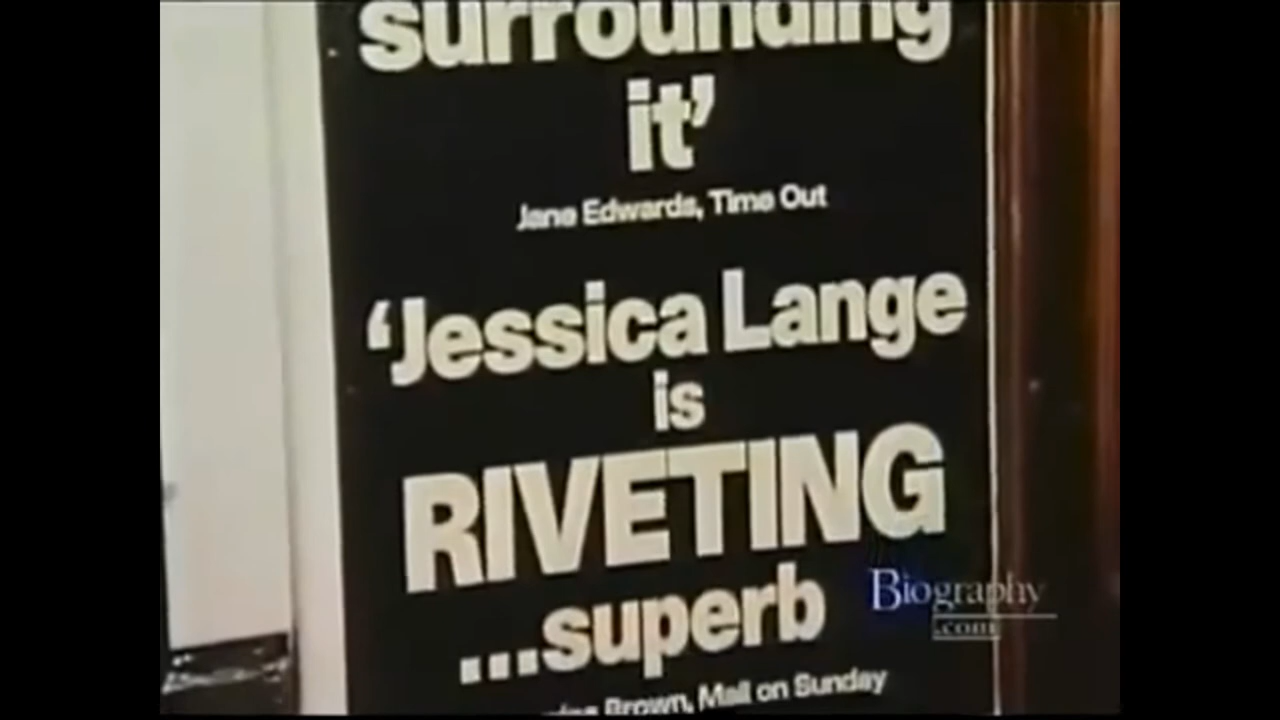 surrounding
it’
Jane Edwards, Time Out
‘Jessica Lange
is
RIVETING
...superb
Brown, Mail on Sunday
Biography
.com